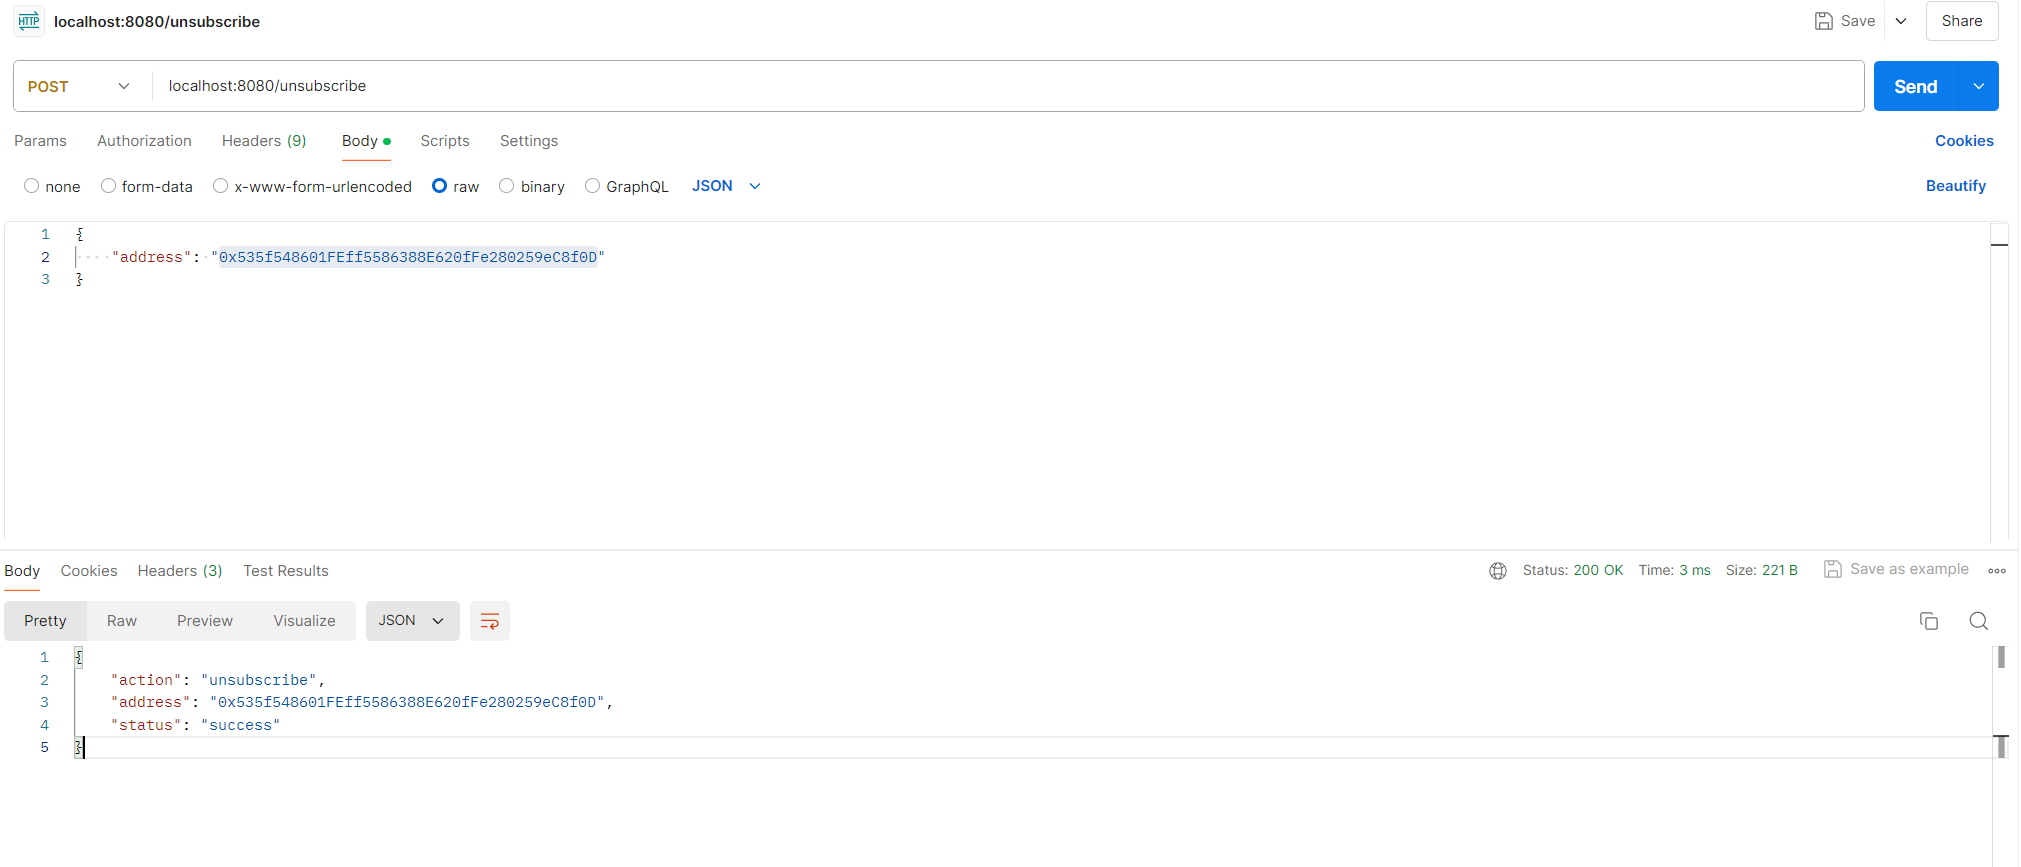 HTTP localhost:8080/unsubscribe Save Share
POST localhost:8080/unsubscribe Send
Params Authorization Headers (9) Body Scripts Settings Cookies
none form-data x-www-form-urlencoded raw binary GraphQL JSON Beautify
1 {
2 "address": "0x535f548601FEff5586388E620fFe280259eC8f0D"
3 }
Body Cookies Headers (3) Test Results Status: 200 OK Time: 3 ms Size: 221 B Save as example
Pretty Raw Preview Visualize JSON
1 {
2 "action": "unsubscribe",
3 "address": "0x535f548601FEff5586388E620fFe280259eC8f0D",
4 "status": "success"
5 }